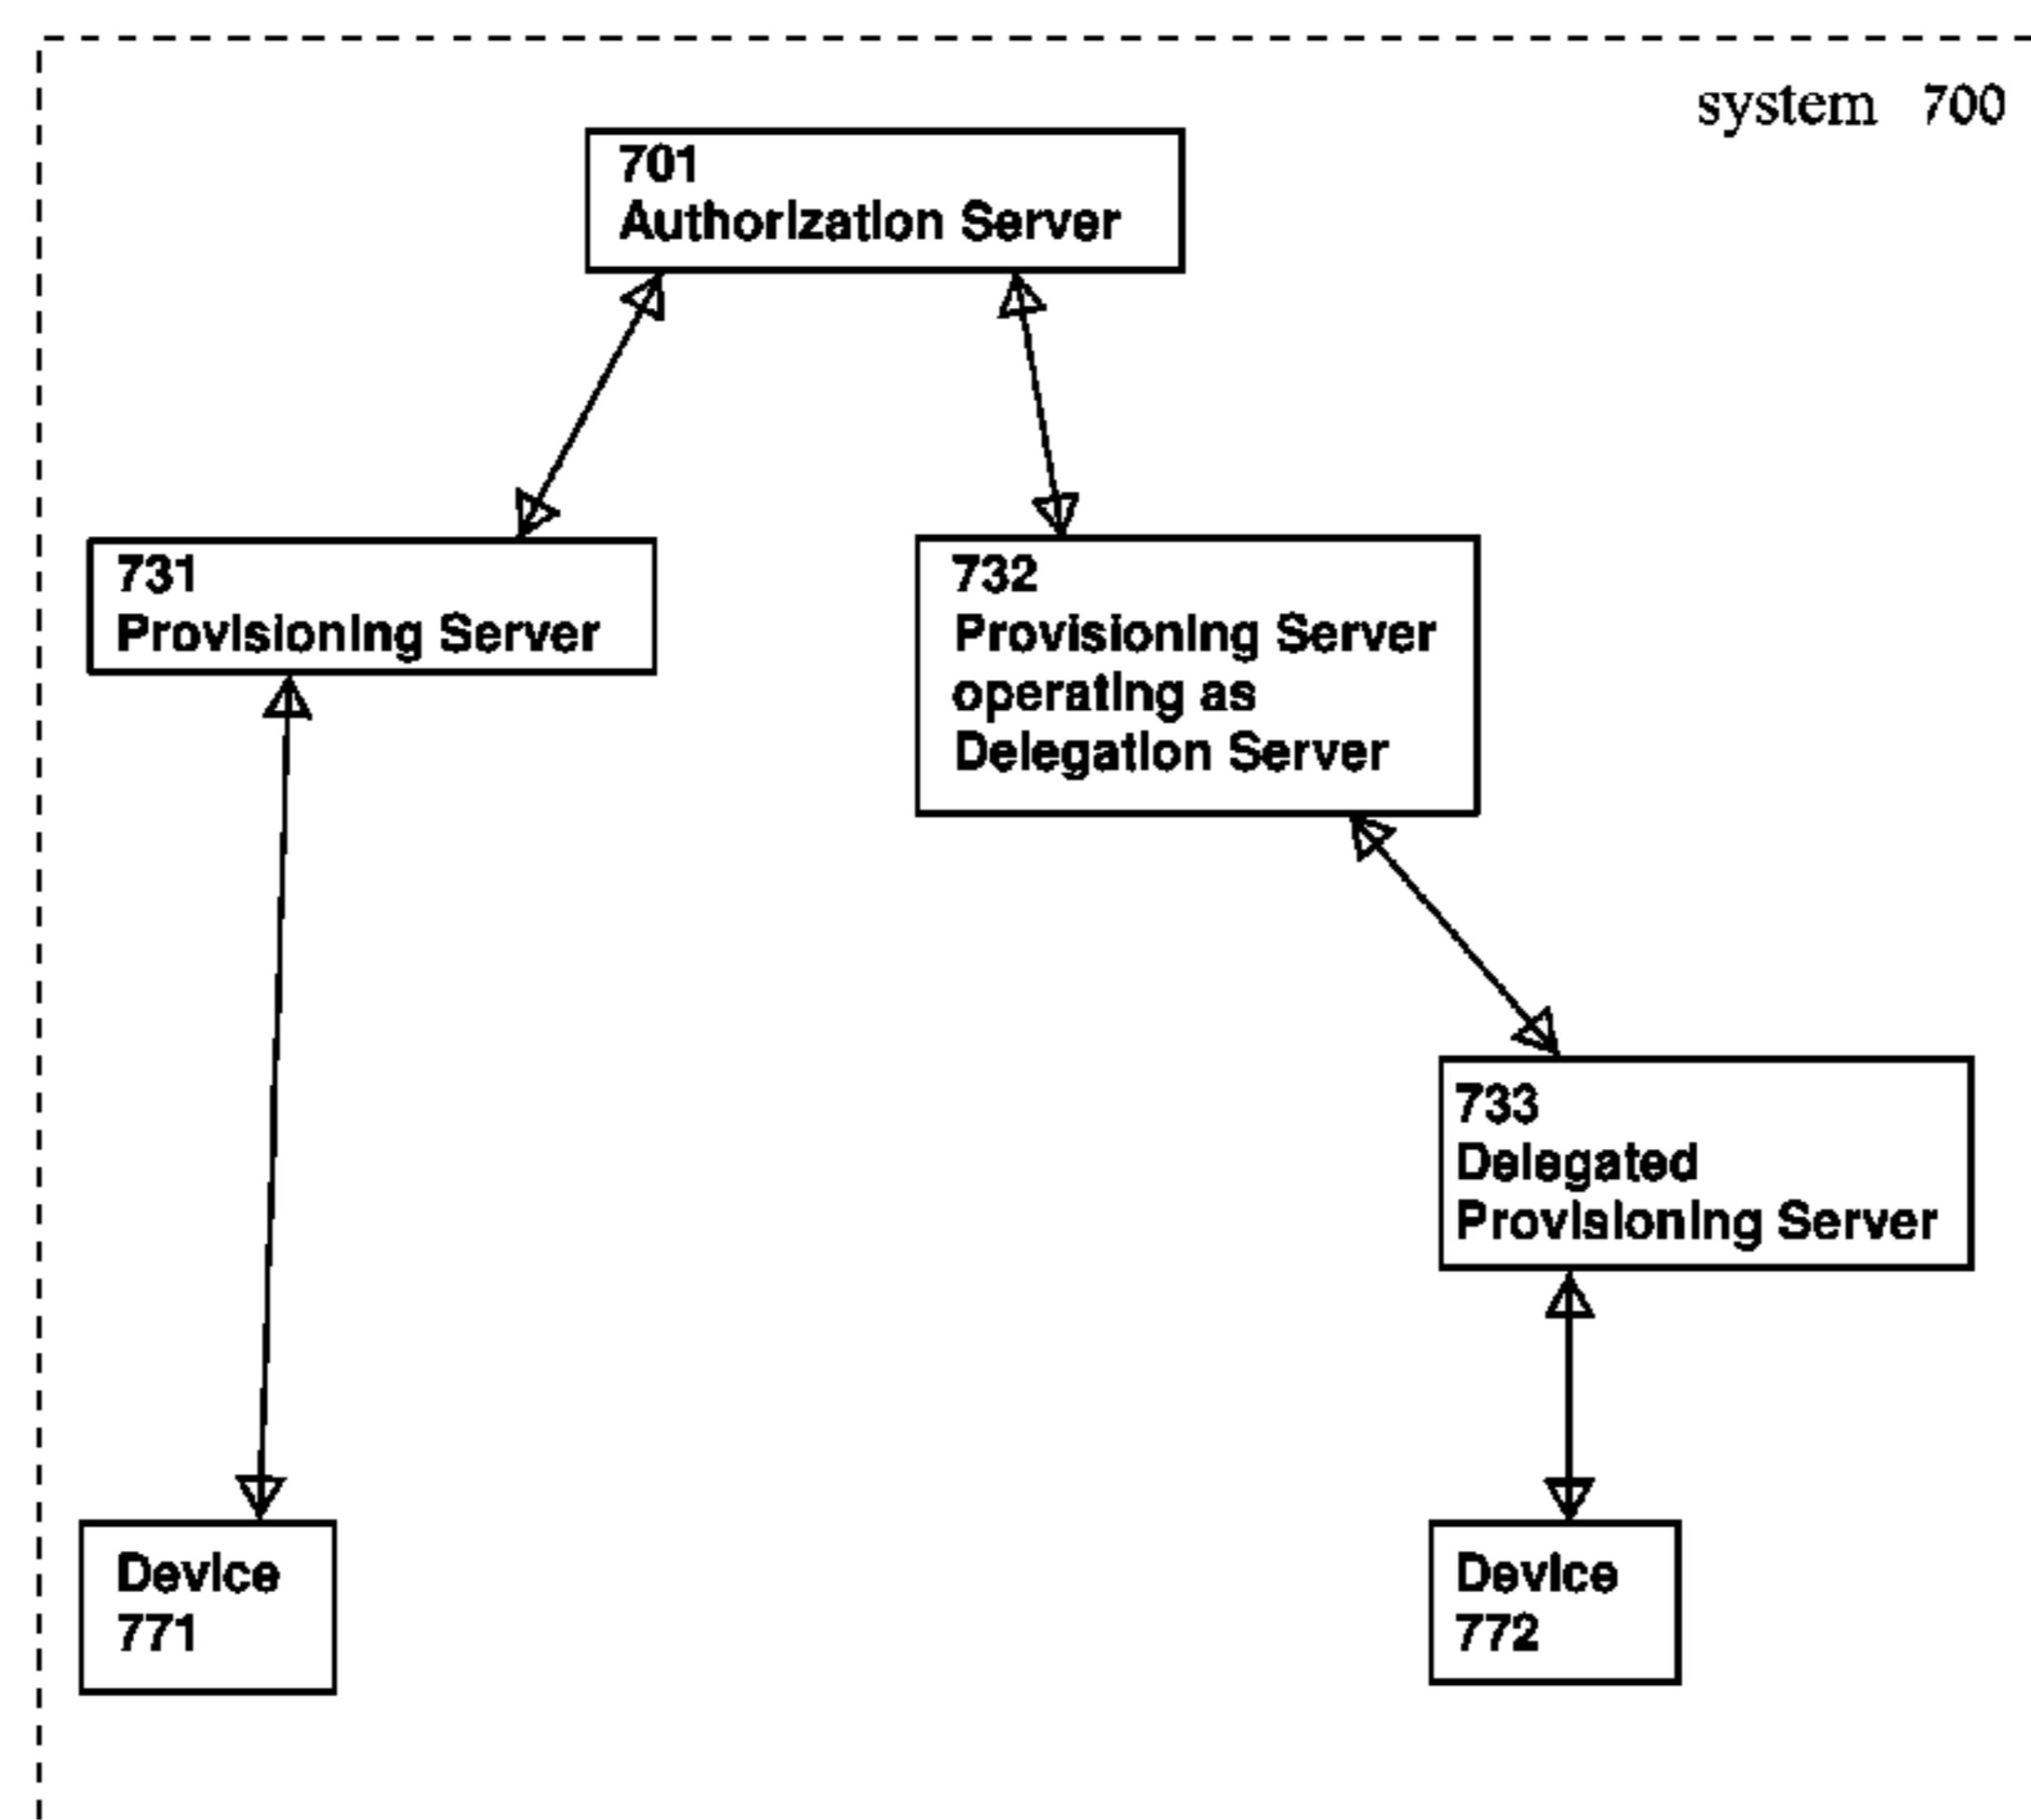 system 700
701
Authorization Server
731
Provisioning Server
732
Provisioning Server
operating as
Delegation Server
733
Delegated
Provisioning Server
Device
771
Device
772